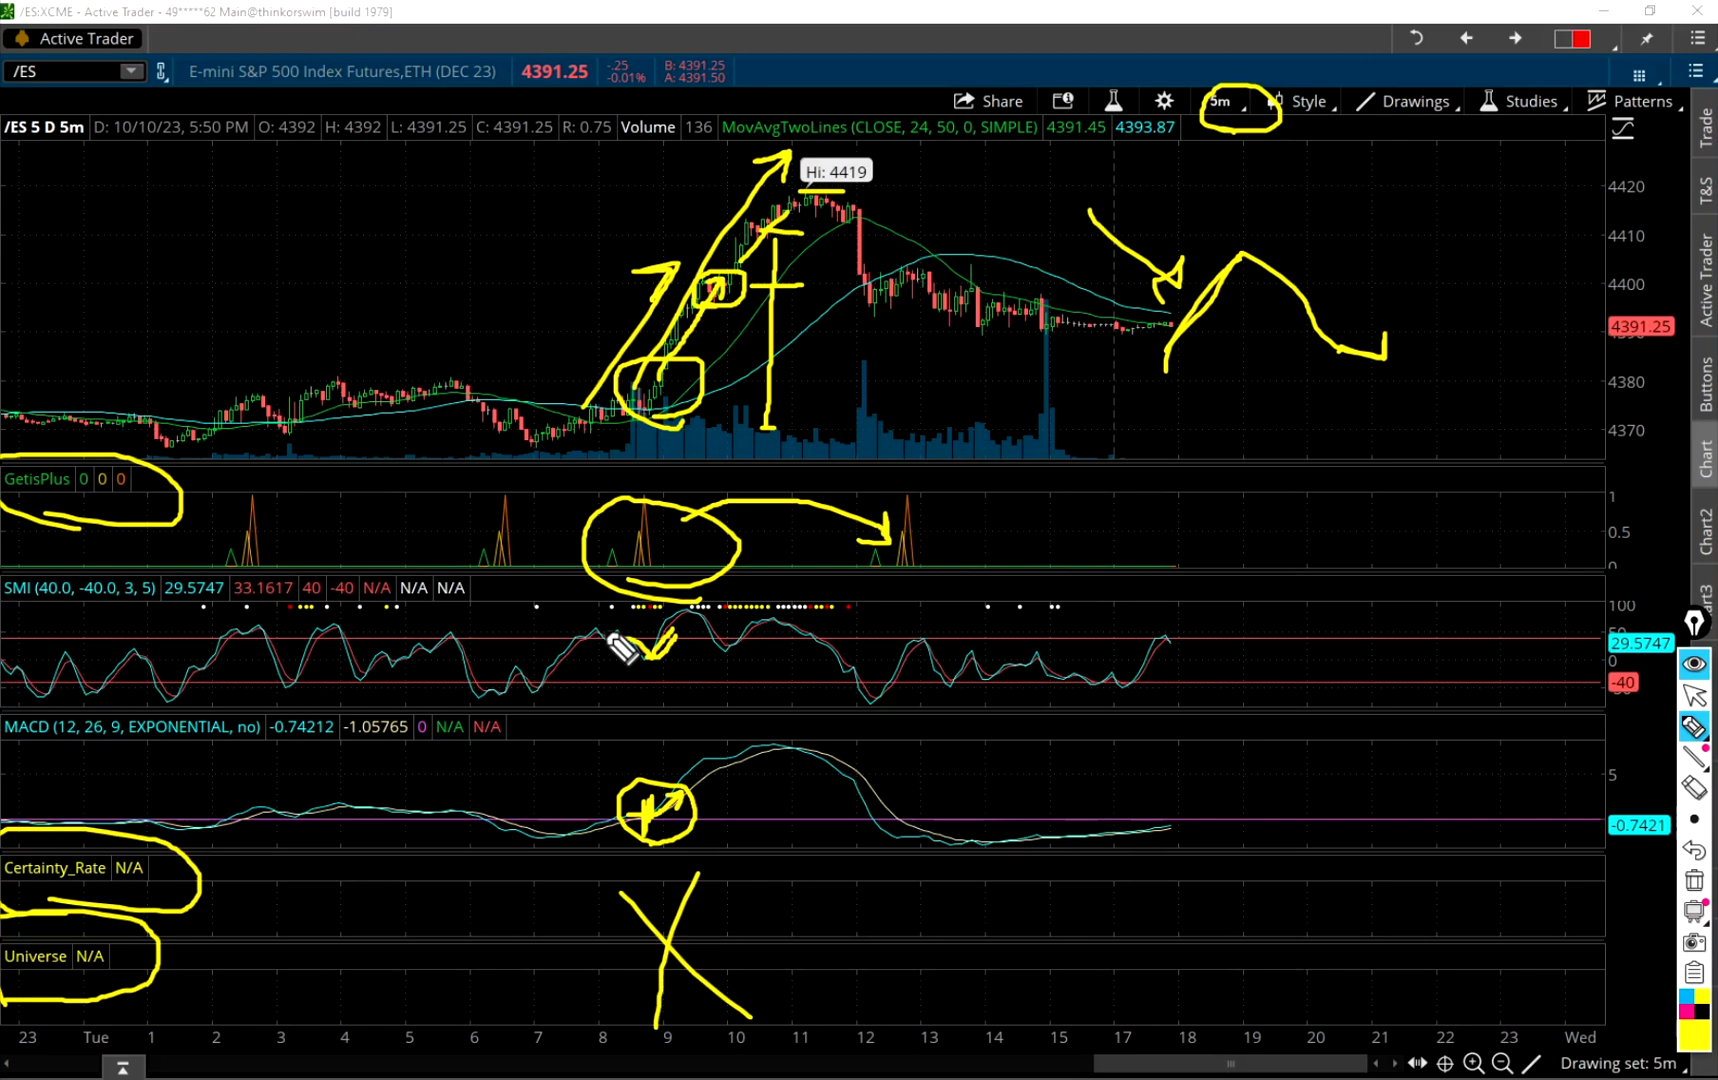 /ES:XCME - Active Trader - 49*****62 Main@thinkorswim [build 1979]
Active Trader
/ES E-mini S&P 500 Index Futures,ETH (DEC 23) 4391.25 -.25 -0.01% B: 4391.25 A: 4391.50
Share 5m Style Drawings Studies Patterns
/ES 5 D 5m D: 10/10/23, 5:50 PM O: 4392 H: 4392 L: 4391.25 C: 4391.25 R: 0.75 Volume 136 MovAvgTwoLines (CLOSE, 24, 50, 0, SIMPLE) 4391.45 4393.87
Hi: 4419
4420
4410
4400
4391.25
4380
4370
GetisPlus 0 0 0
1
0.5
0
SMI (40.0, -40.0, 3, 5) 29.5747 33.1617 40 -40 N/A N/A N/A
100
29.5747
0
-40
MACD (12, 26, 9, EXPONENTIAL, no) -0.74212 -1.05765 0 N/A N/A
5
-0.7421
Certainty_Rate N/A
Universe N/A
23 Tue 1 2 3 4 5 6 7 8 9 10 11 12 13 14 15 16 17 18 19 20 21 22 23 Wed
Drawing set: 5m
Trade
T&S
Active Trader
Buttons
Chart
Chart2